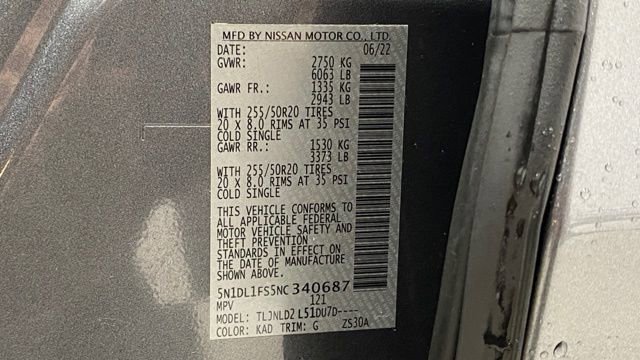 MFD BY NISSAN MOTOR CO., LTD.
DATE: 06/22
GVWR: 2750 KG
6063 LB
GAWR FR.: 1335 KG
2943 LB
WITH 255/50R20 TIRES
20 X 8.0 RIMS AT 35 PSI
COLD SINGLE
GAWR RR.: 1530 KG
3373 LB
WITH 255/50R20 TIRES
20 X 8.0 RIMS AT 35 PSI
COLD SINGLE
THIS VEHICLE CONFORMS TO
ALL APPLICABLE FEDERAL
MOTOR VEHICLE SAFETY AND
THEFT PREVENTION
STANDARDS IN EFFECT ON
THE DATE OF MANUFACTURE
SHOWN ABOVE.
5N1DL1FS5NC340687
MPV 121
MODEL: TLJNLD2 L51DU7D----
COLOR: KAD TRIM: G ZS30A